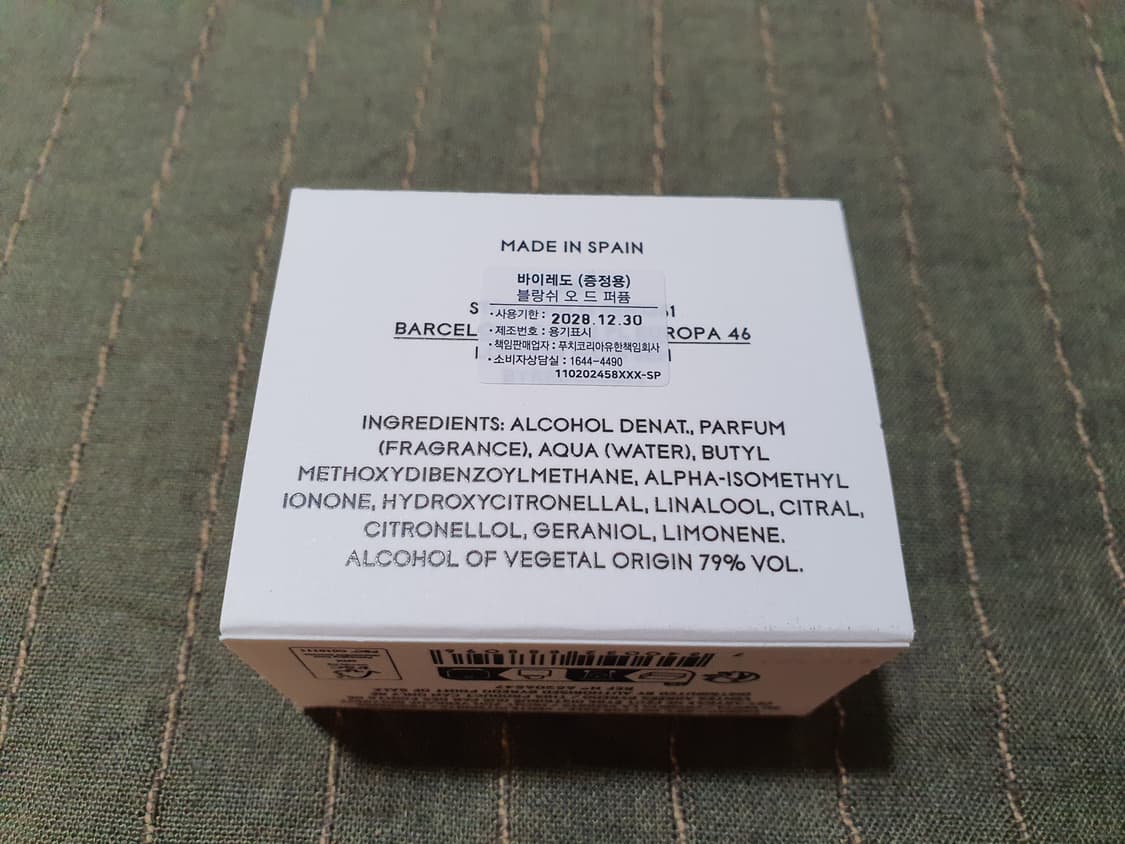 MADE IN SPAIN
바이레도 (증정용)
블랑쉬 오 드 퍼퓸
·사용기한 : 2028.12.30
·제조번호 : 용기표시
·책임판매업자 : 푸치코리아유한책임회사
·소비자상담실 : 1644-4490
110202458XXX-SP
46
INGREDIENTS: ALCOHOL DENAT., PARFUM
(FRAGRANCE), AQUA (WATER), BUTYL
METHOXYDIBENZOYLMETHANE, ALPHA-ISOMETHYL
IONONE, HYDROXYCITRONELLAL, LINALOOL, CITRAL,
CITRONELLOL, GERANIOL, LIMONENE.
ALCOHOL OF VEGETAL ORIGIN 79% VOL.